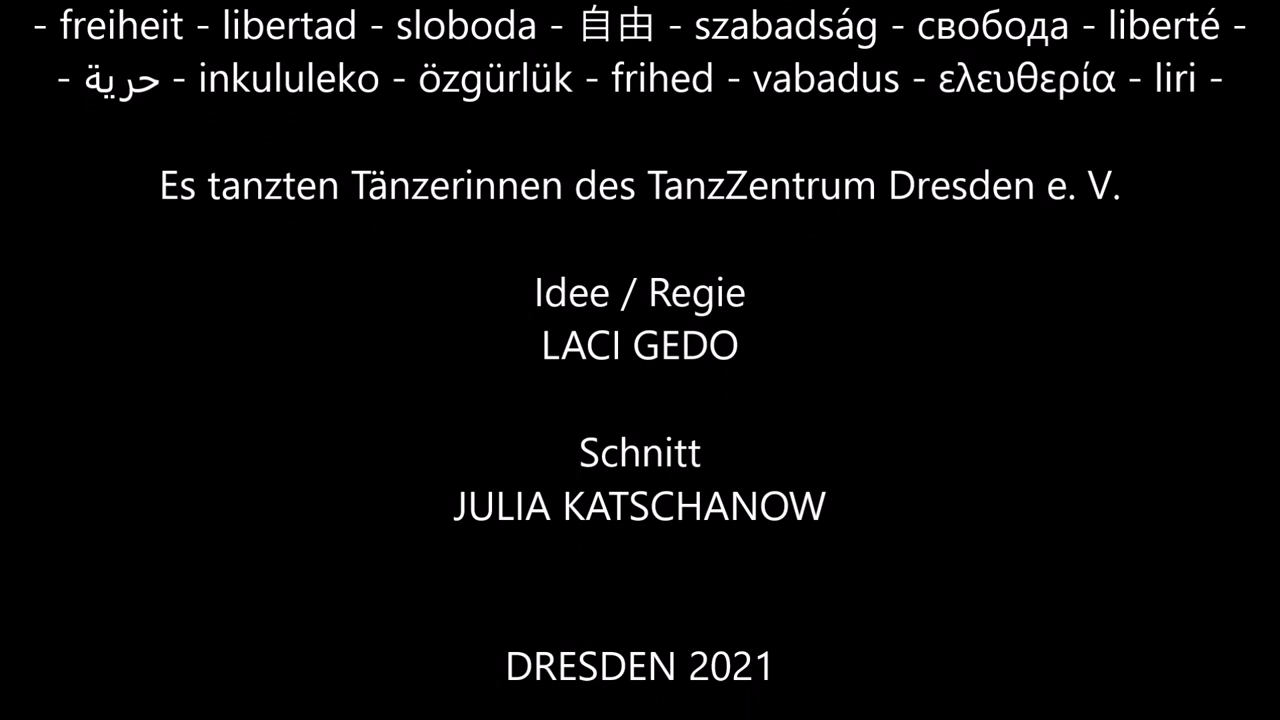 - freiheit - libertad - sloboda - 自由 - szabadság - свобода - liberté -
- حرية - inkululeko - özgürlük - frihed - vabadus - ελευθερία - liri -
Es tanzten Tänzerinnen des TanzZentrum Dresden e. V.
Idee / Regie
LACI GEDO
Schnitt
JULIA KATSCHANOW
DRESDEN 2021